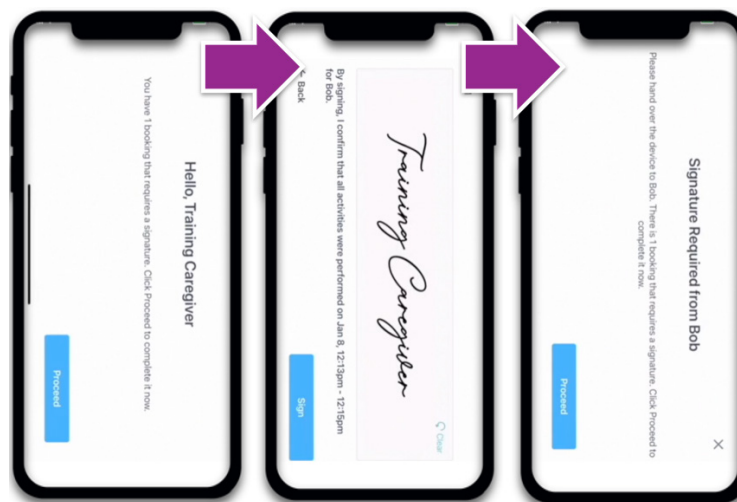 Hello, Training Caregiver
You have 1 booking that requires a signature. Click Proceed to complete it now.
Proceed
Clear
Training Caregiver
By signing, I confirm that all activities were performed on Jan 8, 12:13pm - 12:15pm
for Bob.
Back
Sign
Signature Required from Bob
Please hand over the device to Bob. There is 1 booking that requires a signature. Click Proceed to
complete it now.
Proceed